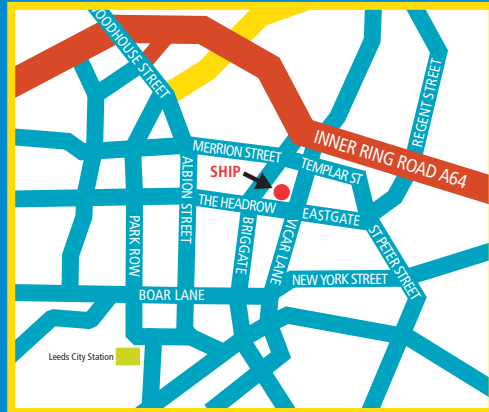 WOODHOUSE STREET
REGENT STREET
INNER RING ROAD A64
MERRION STREET
TEMPLAR ST
SHIP
ALBION STREET
THE HEADROW
EASTGATE
PARK ROW
BRIGGATE
VICAR LANE
ST PETER STREET
NEW YORK STREET
BOAR LANE
Leeds City Station